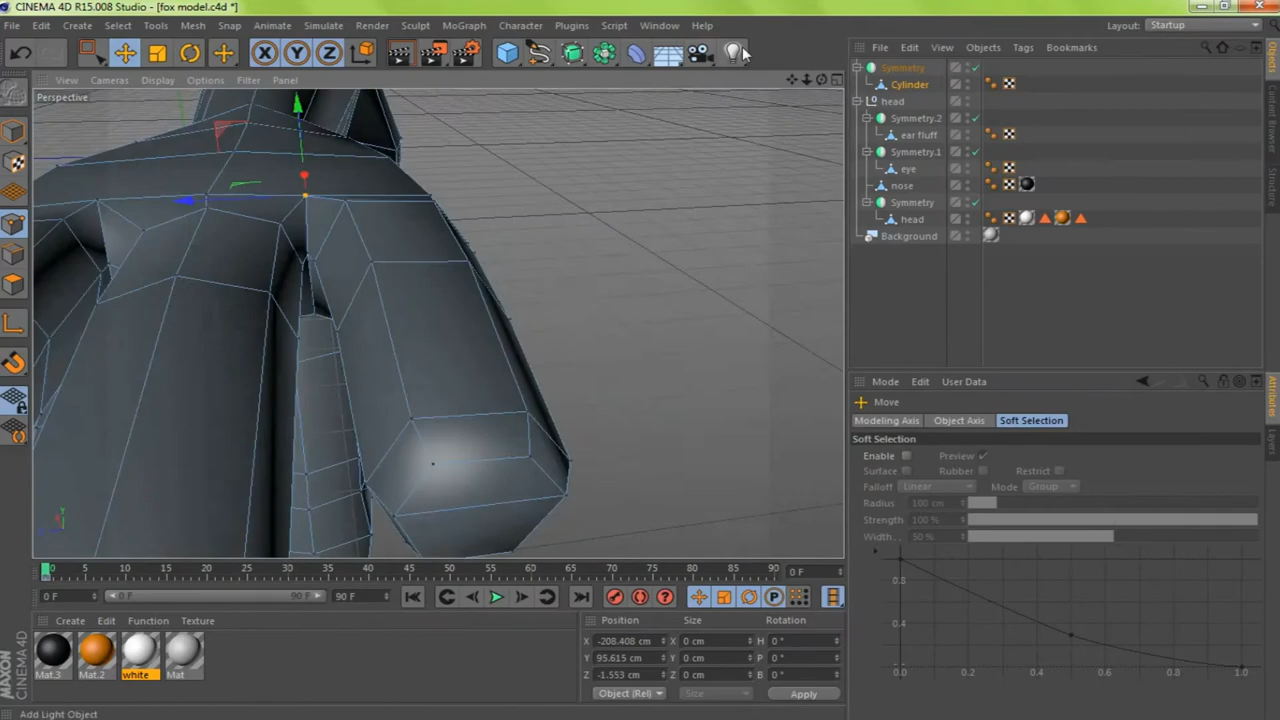 CINEMA 4D R15.008 Studio - [fox model.c4d *]
File Edit Create Select Tools Mesh Snap Animate Simulate Render Sculpt MoGraph Character Plugins Script Window Help
Layout: Startup
File Edit View Objects Tags Bookmarks
View Cameras Display Options Filter Panel
Perspective
Symmetry
Cylinder
head
Symmetry.2
ear fluff
Symmetry.1
eye
nose
Symmetry
head
Background
Objects
Content Browser
Structure
Mode Edit User Data
Move
Modeling Axis Object Axis Soft Selection
Soft Selection
Enable Preview
Surface Rubber Restrict
Falloff Linear Mode Group
Radius 100 cm
Strength 100 %
Width.. 50 %
0.8
0.4
0.0 0.2 0.4 0.6 0.8 1.0
Attributes
Layers
0 5 10 15 20 25 30 35 40 45 50 55 60 65 70 75 80 85 90 0 F
0 F 0 F 90 F 90 F
Create Edit Function Texture
Mat.3 Mat.2 white Mat
Position Size Rotation
X -208.408 cm X 0 cm H 0 °
Y 95.615 cm Y 0 cm P 0 °
Z -1.553 cm Z 0 cm B 0 °
Object (Rel) Size Apply
MAXON CINEMA 4D
Add Light Object